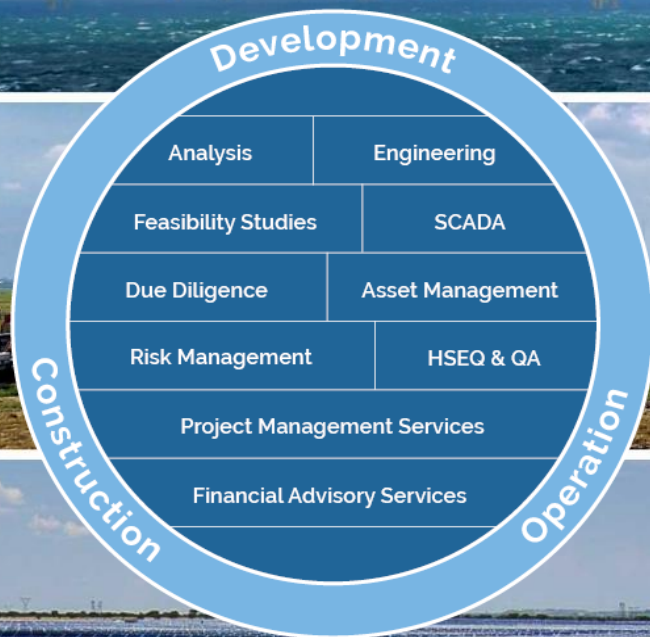 Development
Analysis
Engineering
Feasibility Studies
SCADA
Due Diligence
Asset Management
Risk Management
HSEQ & QA
Project Management Services
Financial Advisory Services
Construction
Operation